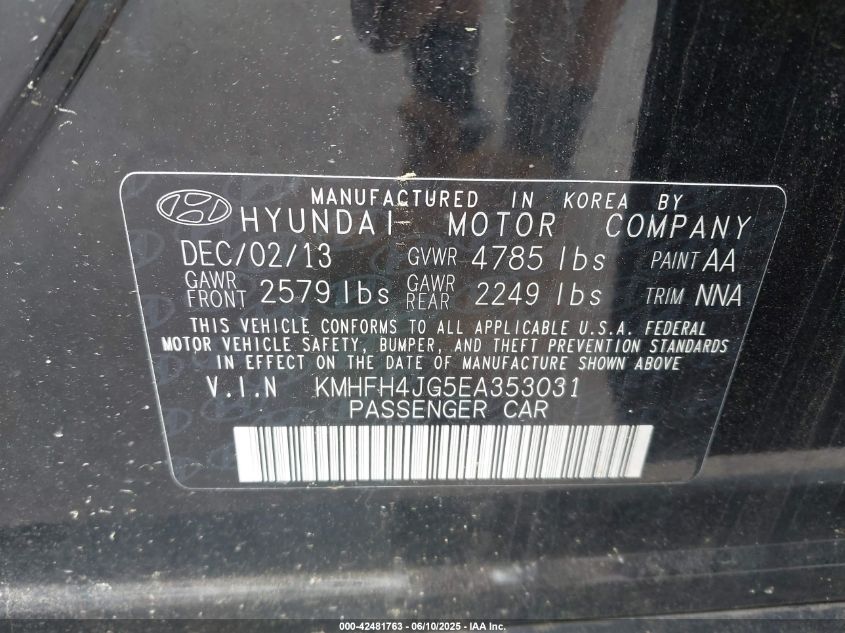 MANUFACTURED IN KOREA BY
HYUNDAI MOTOR COMPANY
DEC/02/13 GVWR 4785 lbs PAINT AA
GAWR FRONT 2579 lbs GAWR REAR 2249 lbs TRIM NNA
THIS VEHICLE CONFORMS TO ALL APPLICABLE U.S.A. FEDERAL
MOTOR VEHICLE SAFETY, BUMPER, AND THEFT PREVENTION STANDARDS
IN EFFECT ON THE DATE OF MANUFACTURE SHOWN ABOVE
V.I.N KMHFH4JG5EA353031
PASSENGER CAR
000-42481763 - 06/10/2025 - IAA Inc.